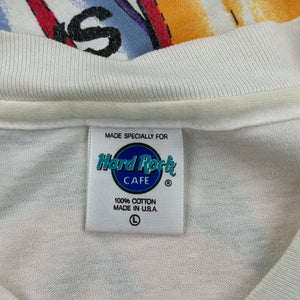 S
MADE SPECIALLY FOR
Hard Rock
CAFE
®
100% COTTON
MADE IN U.S.A.
L